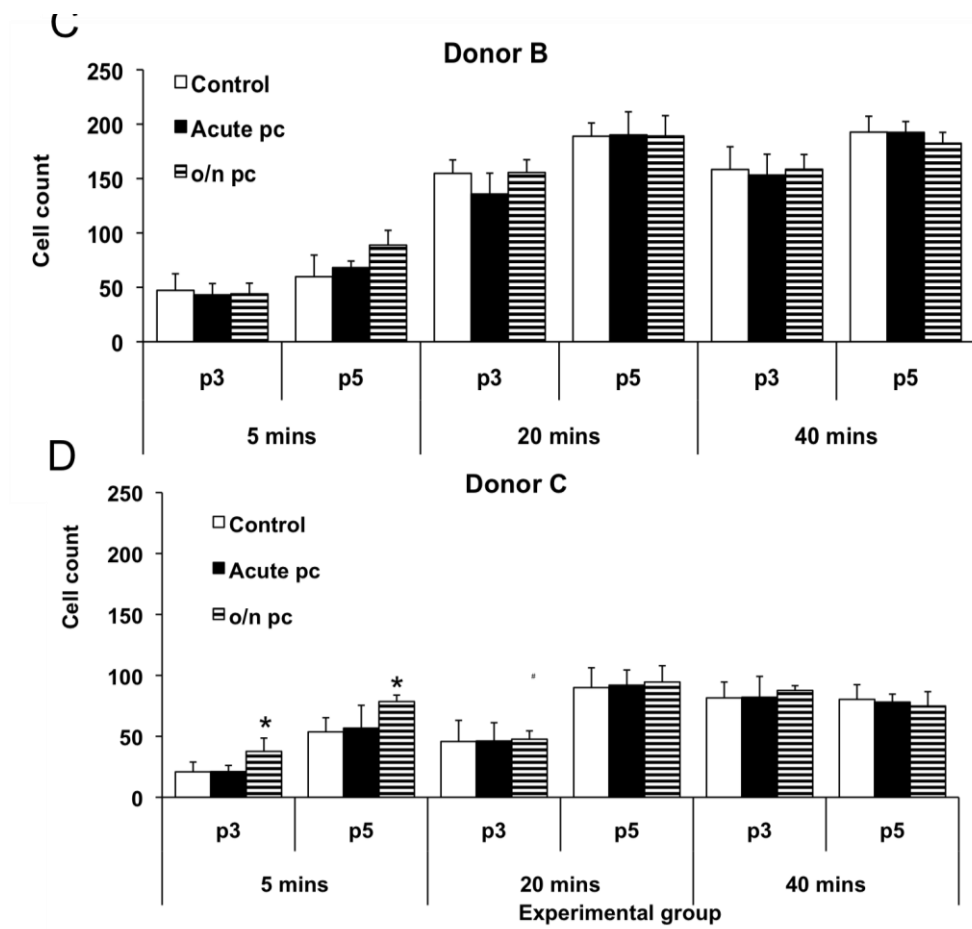 C
Donor B
250
200
150
100
50
0
Cell count
Control
Acute pc
o/n pc
p3 p5 p3 p5 p3 p5
5 mins 20 mins 40 mins
D
Donor C
250
200
150
100
50
0
Cell count
Control
Acute pc
o/n pc
* * #
p3 p5 p3 p5 p3 p5
5 mins 20 mins 40 mins
Experimental group